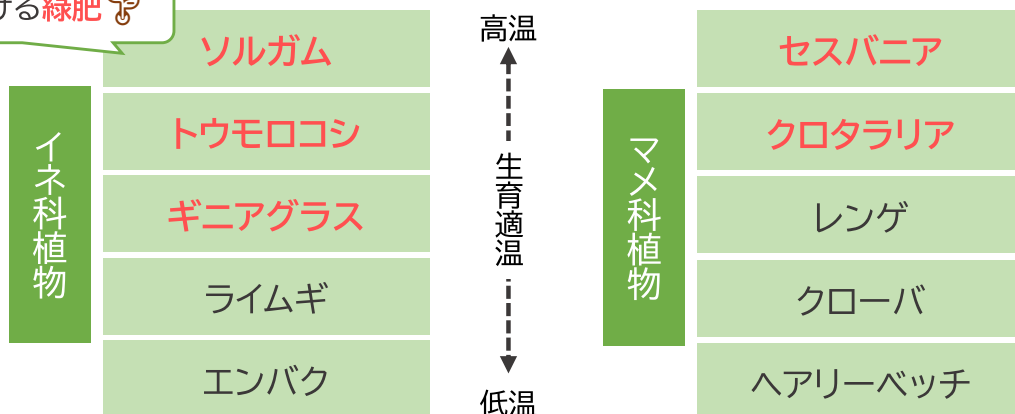 ける緑肥
高温
ソルガム
セスバニア
トウモロコシ
クロタラリア
イネ科植物
生育適温
マメ科植物
ギニアグラス
レンゲ
ライムギ
クローバ
エンバク
ヘアリーベッチ
低温